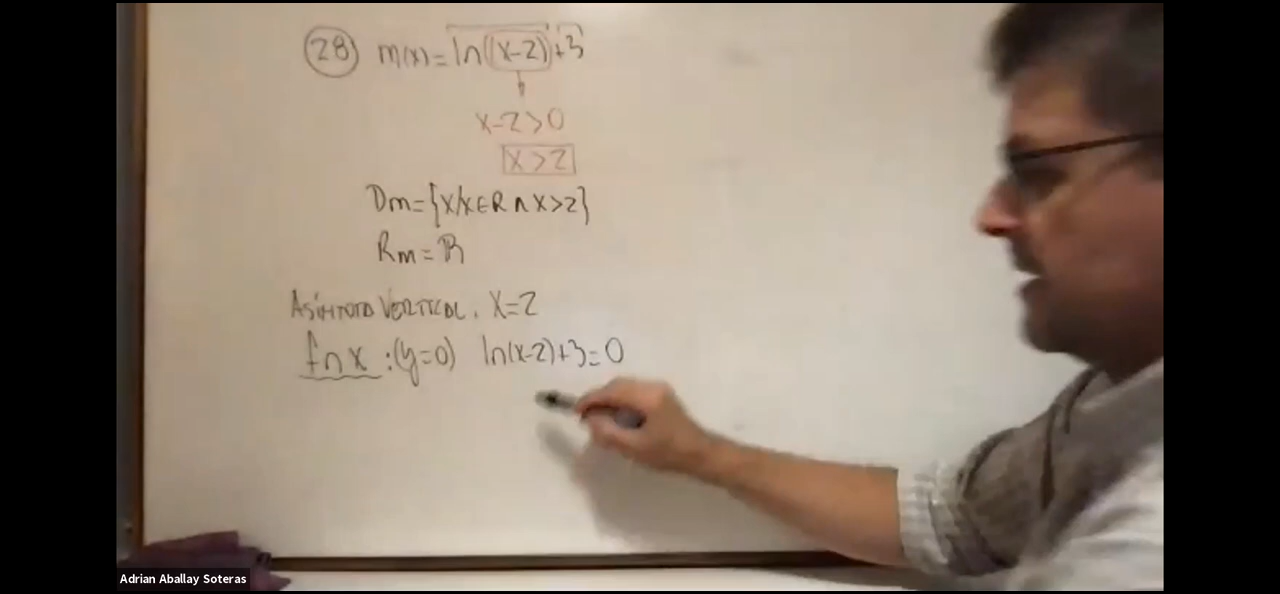 28 m(x)=ln(x-2)+3
x-2>0
x>2
Dm={x/x∈R∧x>2}
Rm=R
ASÍNTOTA VERTICAL. X=2
∩x:(y=0) ln(x-2)+3=0
Adrian Aballay Soteras